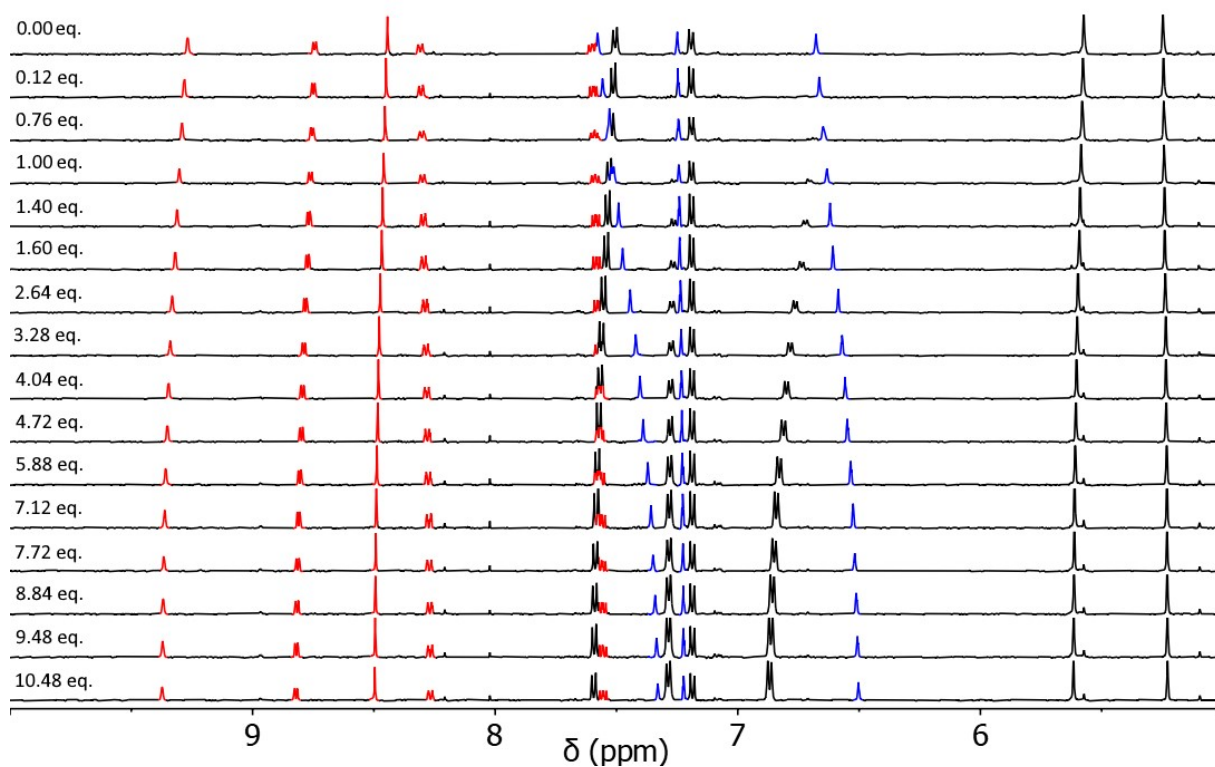 0.00 eq.
0.12 eq.
0.76 eq.
1.00 eq.
1.40 eq.
1.60 eq.
2.64 eq.
3.28 eq.
4.04 eq.
4.72 eq.
5.88 eq.
7.12 eq.
7.72 eq.
8.84 eq.
9.48 eq.
10.48 eq.
9 8 7 6
δ (ppm)